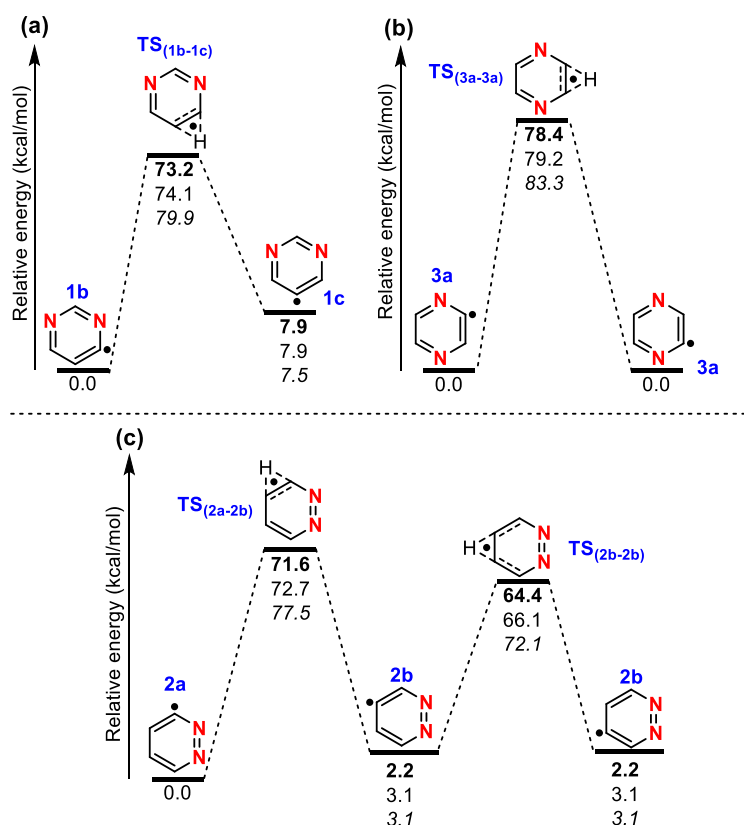 (a)
Relative energy (kcal/mol)
TS(1b-1c)
N N
H
73.2
74.1
79.9
1b
N N
0.0
N N
1c
7.9
7.9
7.5
(b)
Relative energy (kcal/mol)
TS(3a-3a)
N
H
N
78.4
79.2
83.3
3a
N
N
0.0
N
N
3a
0.0
(c)
Relative energy (kcal/mol)
TS(2a-2b)
H
N
N
71.6
72.7
77.5
TS(2b-2b)
H
N
N
64.4
66.1
72.1
2a
N
N
0.0
2b
N
N
2.2
3.1
3.1
2b
N
N
2.2
3.1
3.1